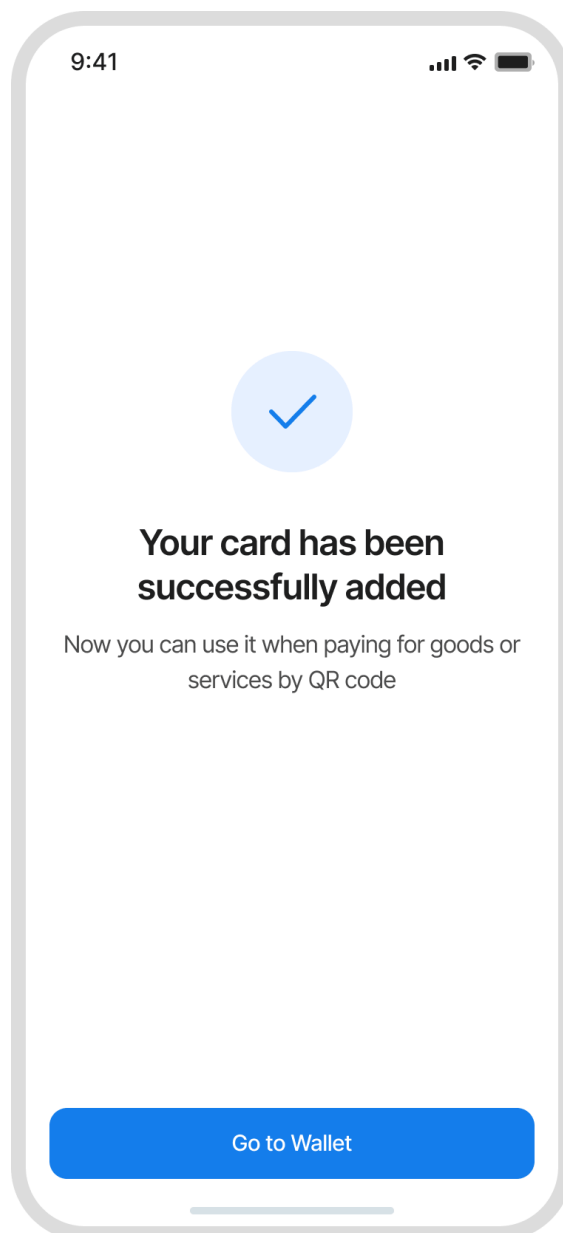 9:41
Your card has been
successfully added
Now you can use it when paying for goods or
services by QR code
Go to Wallet